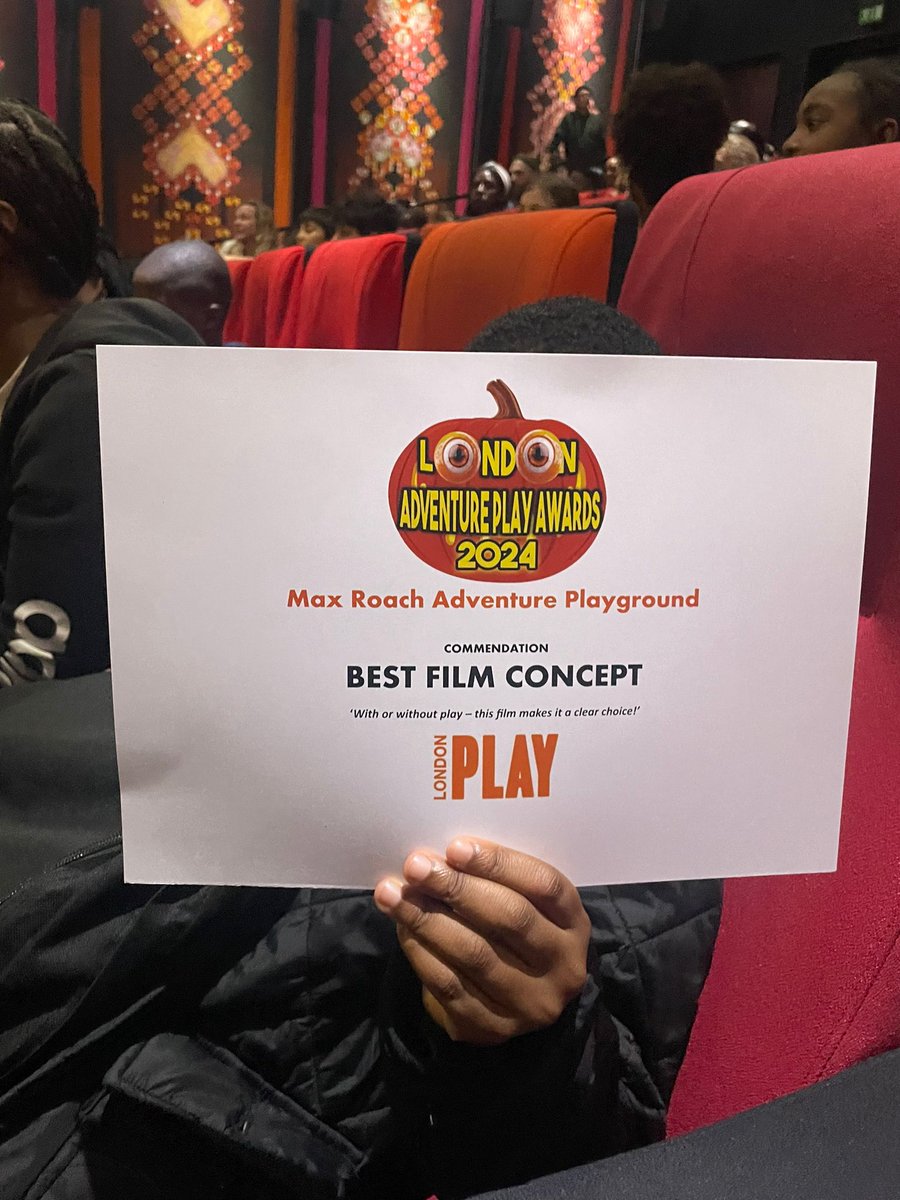 LONDON
ADVENTURE PLAY AWARDS
2024
Max Roach Adventure Playground
COMMENDATION
BEST FILM CONCEPT
‘With or without play – this film makes it a clear choice!’
LONDON
PLAY